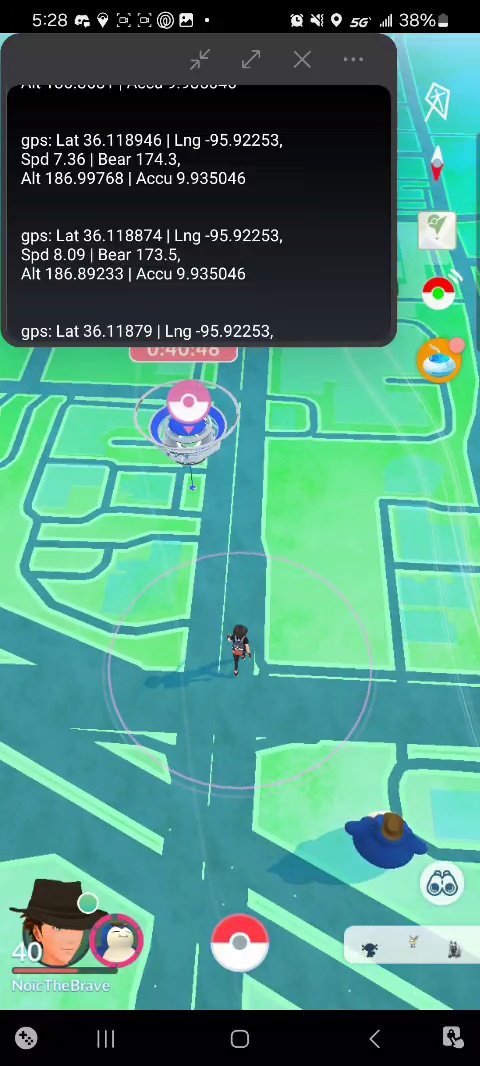 5:28
5G
38%
gps: Lat 36.118946 | Lng -95.92253,
Spd 7.36 | Bear 174.3,
Alt 186.99768 | Accu 9.935046
gps: Lat 36.118874 | Lng -95.92253,
Spd 8.09 | Bear 173.5,
Alt 186.89233 | Accu 9.935046
gps: Lat 36.11879 | Lng -95.92253,
0:40:48
40
NoicTheBrave